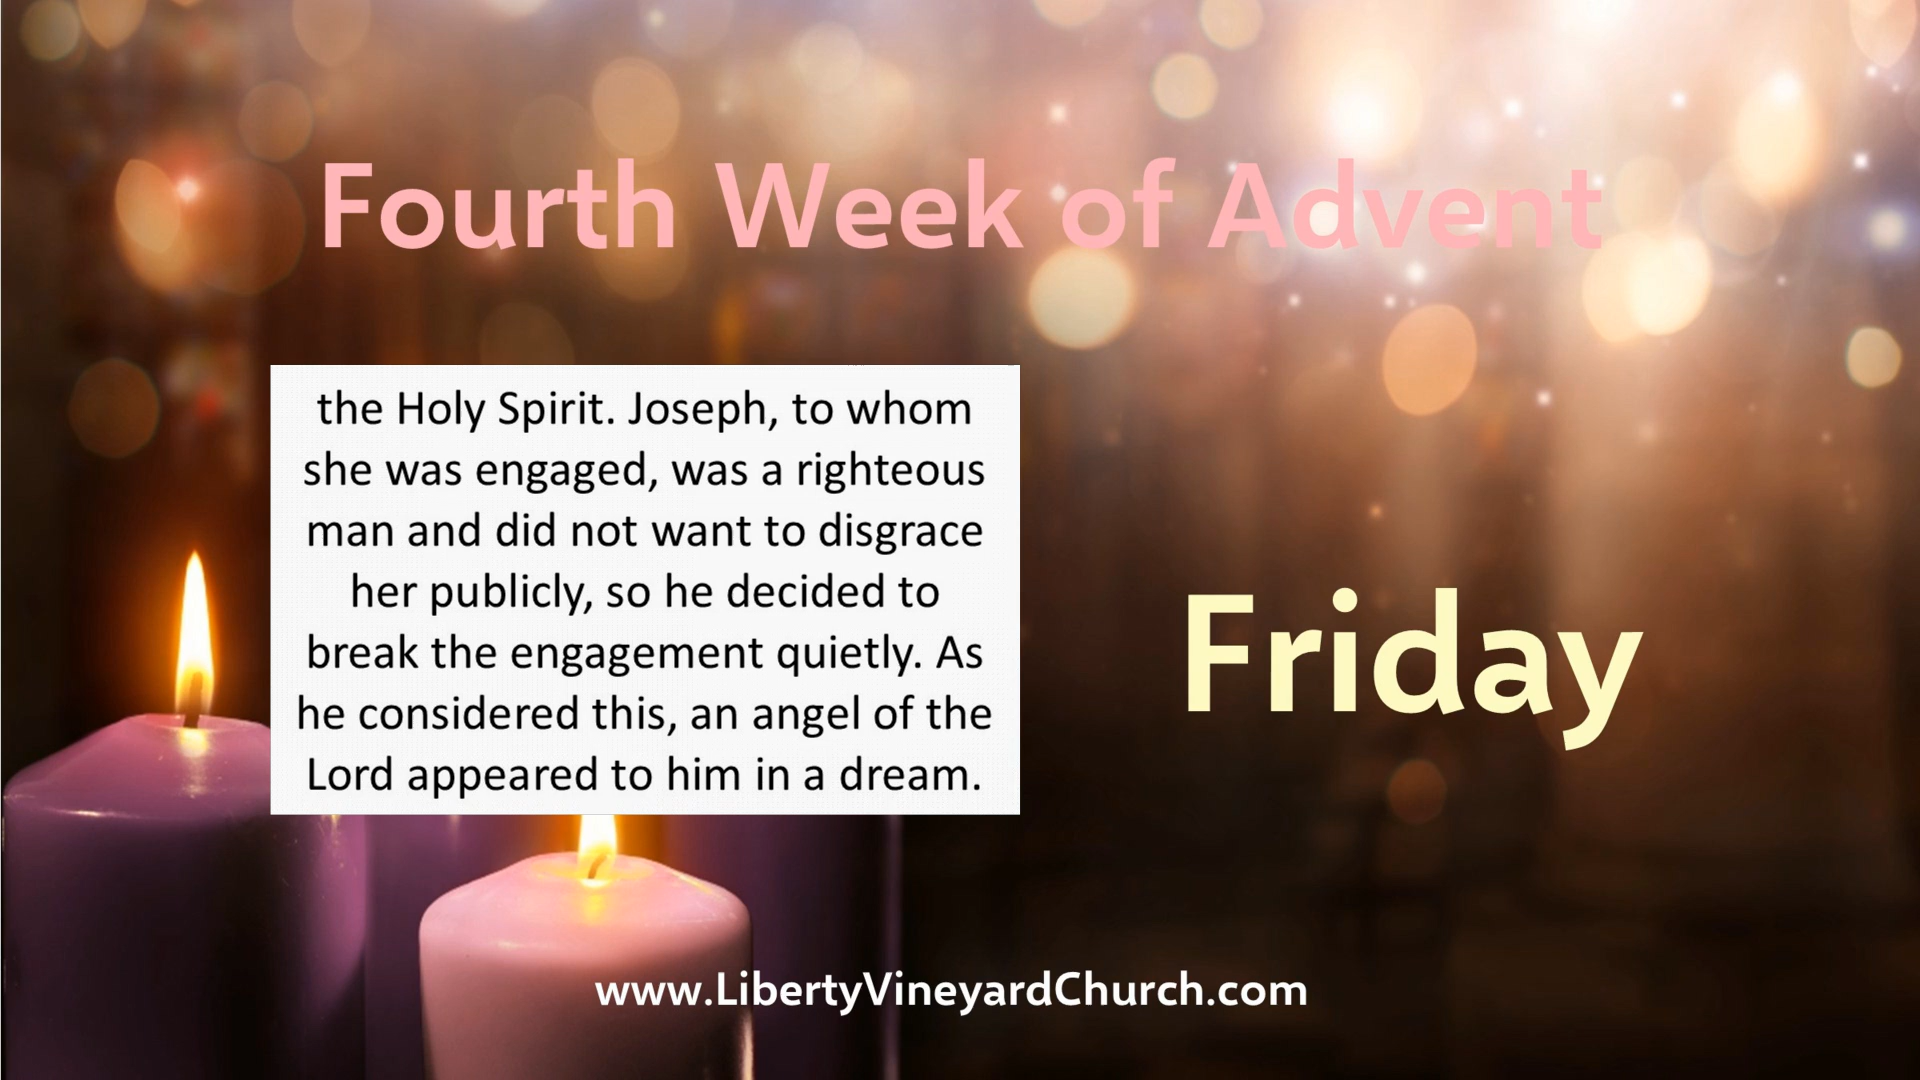 Fourth Week of Advent
the Holy Spirit. Joseph, to whom
she was engaged, was a righteous
man and did not want to disgrace
her publicly, so he decided to
break the engagement quietly. As
he considered this, an angel of the
Lord appeared to him in a dream.
Friday
www.LibertyVineyardChurch.com